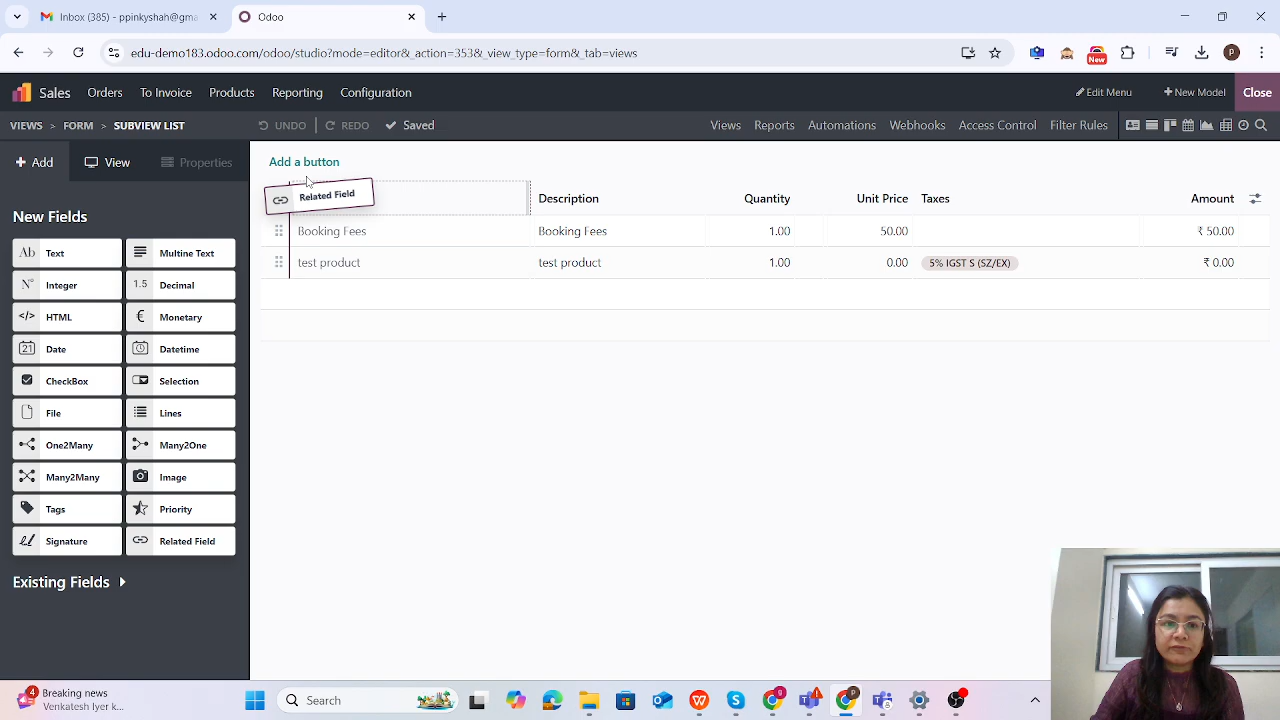 Inbox (385) - ppinkyshah@gma
Odoo
edu-demo183.odoo.com/odoo/studio?mode=editor&_action=353&_view_type=form&_tab=views
New
p
Sales
Orders
To Invoice
Products
Reporting
Configuration
Edit Menu
New Model
Close
VIEWS > FORM > SUBVIEW LIST
UNDO
REDO
Saved
Views
Reports
Automations
Webhooks
Access Control
Filter Rules
Add
View
Properties
Add a button
Related Field
Description
Quantity
Unit Price
Taxes
Amount
Booking Fees
Booking Fees
1.00
50.00
₹ 50.00
test product
test product
1.00
0.00
5% IGST S (SZ/EX)
₹ 0.00
New Fields
Text
Multine Text
Integer
Decimal
HTML
Monetary
Date
Datetime
CheckBox
Selection
File
Lines
One2Many
Many2One
Many2Many
Image
Tags
Priority
Signature
Related Field
Existing Fields
4
Breaking news
Venkatesh Iyer k...
Search